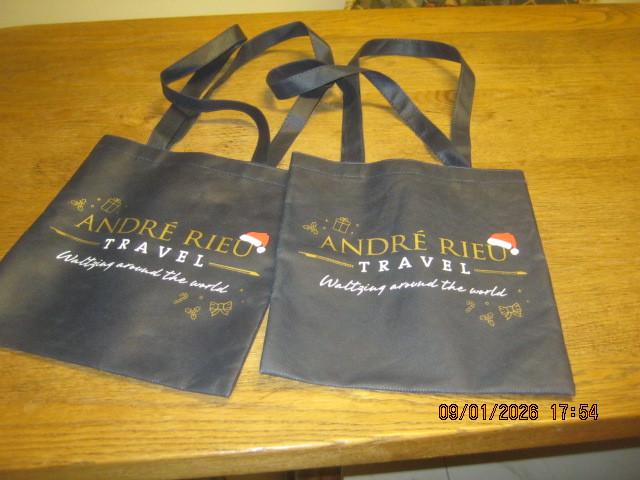 ANDRÉ RIEU
TRAVEL
Waltzing around the world
ANDRÉ RIEU
TRAVEL
Waltzing around the world
09/01/2026 17:54